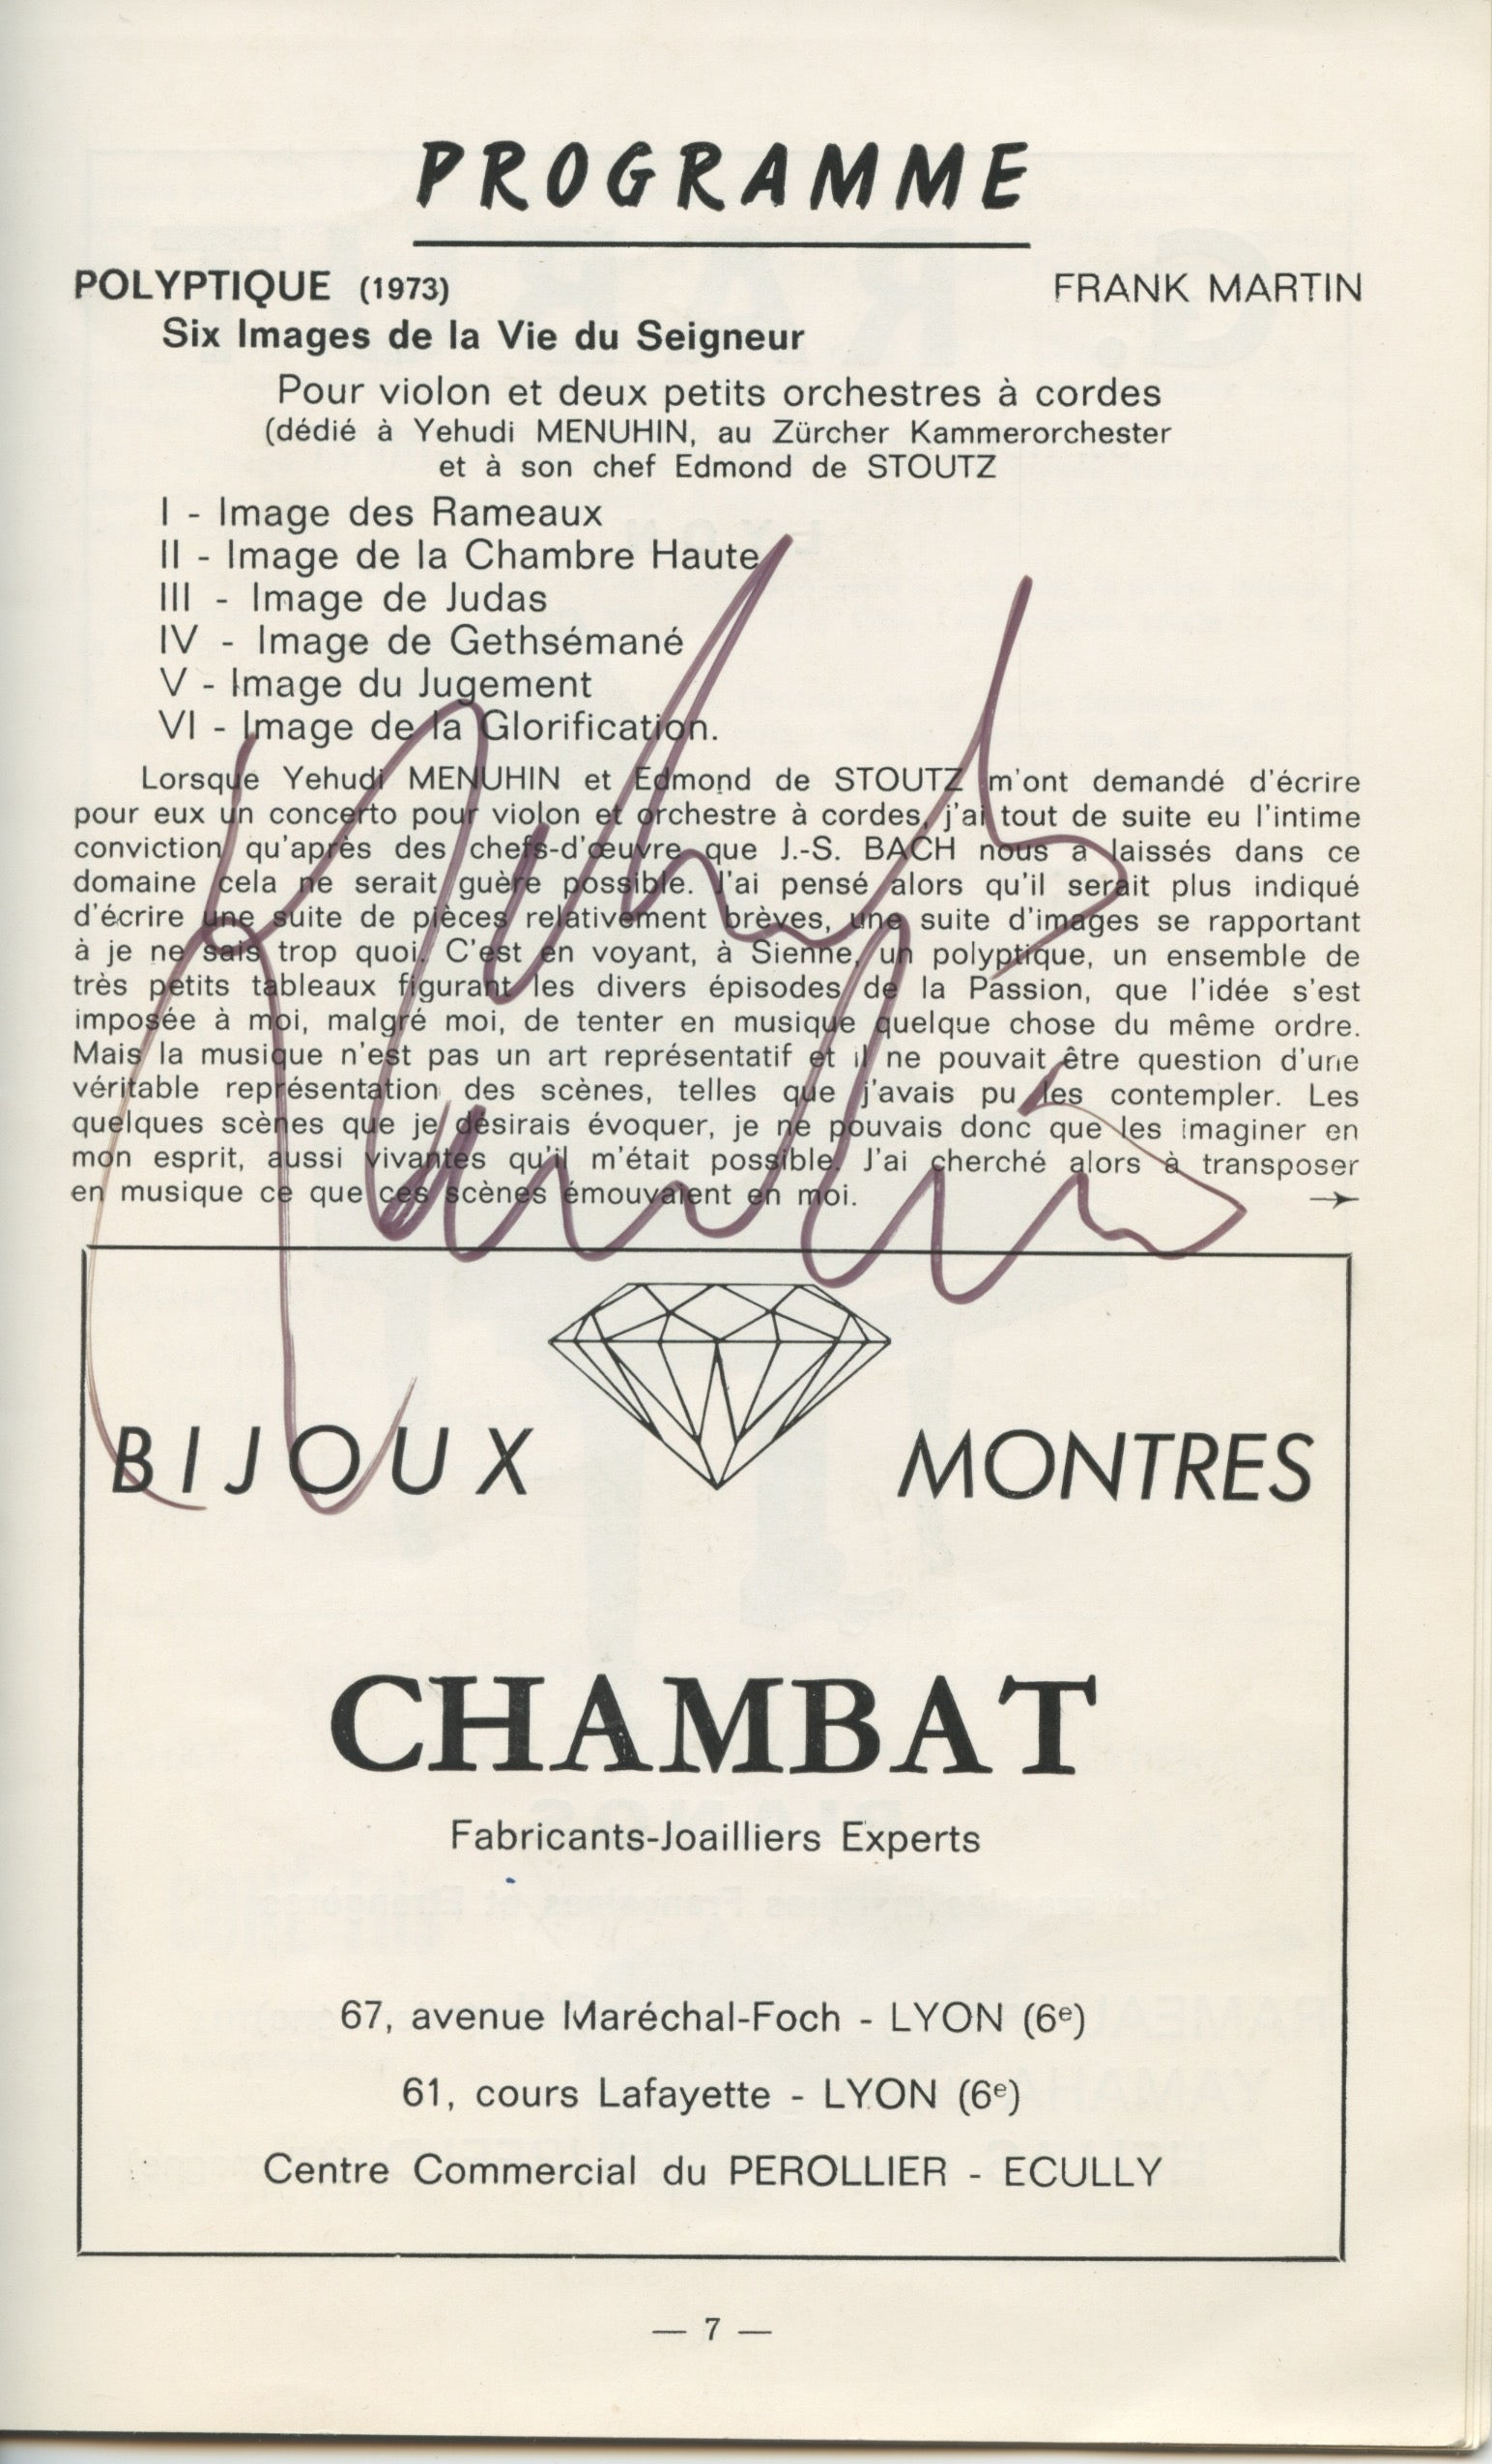 PROGRAMME
POLYPTIQUE (1973) FRANK MARTIN
Six Images de la Vie du Seigneur
Pour violon et deux petits orchestres à cordes
(dédié à Yehudi MENUHIN, au Zürcher Kammerorchester
et à son chef Edmond de STOUTZ
I - Image des Rameaux
II - Image de la Chambre Haute
III - Image de Judas
IV - Image de Gethsémané
V - Image du Jugement
VI - Image de la Glorification.
Lorsque Yehudi MENUHIN et Edmond de STOUTZ m'ont demandé d'écrire
pour eux un concerto pour violon et orchestre à cordes, j'ai tout de suite eu l'intime
conviction qu'après des chefs-d'œuvre que J.-S. BACH nous a laissés dans ce
domaine cela ne serait guère possible. J'ai pensé alors qu'il serait plus indiqué
d'écrire une suite de pièces relativement brèves, une suite d'images se rapportant
à je ne sais trop quoi. C'est en voyant, à Sienne, un polyptique, un ensemble de
très petits tableaux figurant les divers épisodes de la Passion, que l'idée s'est
imposée à moi, malgré moi, de tenter en musique quelque chose du même ordre.
Mais la musique n'est pas un art représentatif et il ne pouvait être question d'une
véritable représentation des scènes, telles que j'avais pu les contempler. Les
quelques scènes que je désirais évoquer, je ne pouvais donc que les imaginer en
mon esprit, aussi vivantes qu'il m'était possible. J'ai cherché alors à transposer
en musique ce que ces scènes émouvaient en moi. →
BIJOUX MONTRES
CHAMBAT
Fabricants-Joailliers Experts
67, avenue Maréchal-Foch - LYON (6e)
61, cours Lafayette - LYON (6e)
Centre Commercial du PEROLLIER - ECULLY
— 7 —